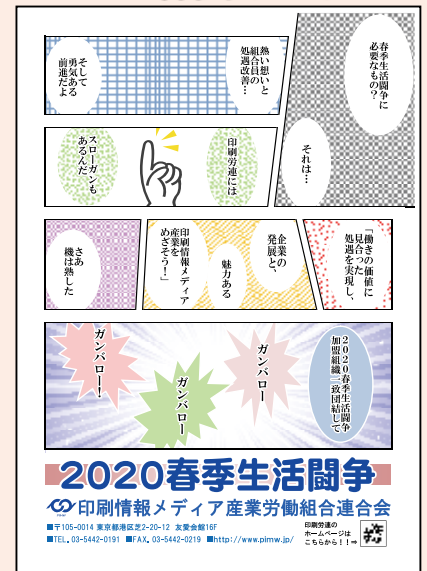 春季生活闘争に
必要なもの？
それは…
熱い想いと
組合員の
処遇改善…
そして
勇気ある
前進だよ
印刷労連には
スローガンも
あるんだ
「働きの価値に
見合った
処遇を実現し、
企業の
発展と、
魅力ある
印刷情報メディア
産業を
めざそう！」
さあ
機は熟した
2020春季生活闘争
加盟組織一致団結して
ガンバロー
ガンバロー
ガンバロー！
2020春季生活闘争
印刷情報メディア産業労働組合連合会
■〒105-0014 東京都港区芝2-20-12 友愛会館16F
■TEL. 03-5442-0191 ■FAX. 03-5442-0219 ■http://www.pimw.jp/
印刷労連の
ホームページは
こちらから！！⇒